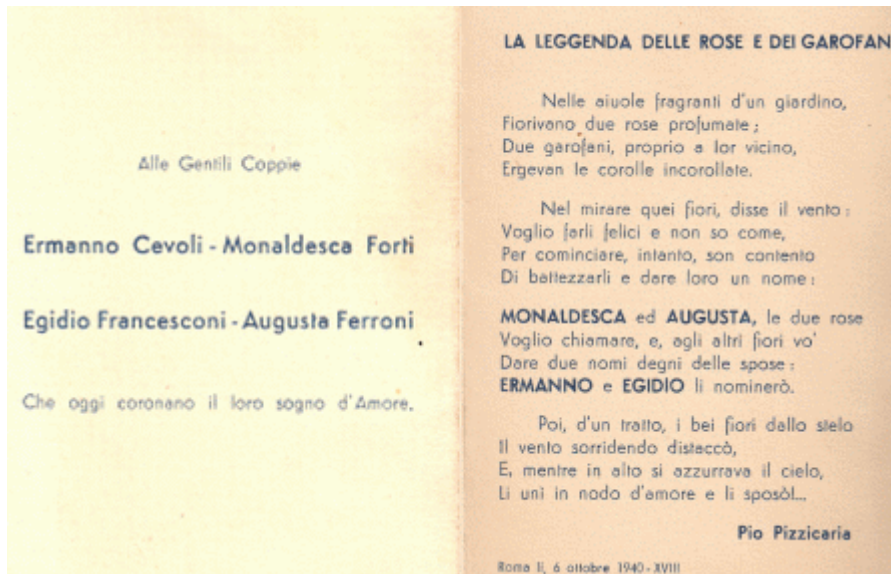 Alle Gentili Coppie
Ermanno Cevoli - Monaldesca Forti
Egidio Francesconi - Augusta Ferroni
Che oggi coronano il loro sogno d'Amore.
LA LEGGENDA DELLE ROSE E DEI GAROFAN
Nelle aiuole fragranti d'un giardino,
Fiorivano due rose profumate ;
Due garofani, proprio a lor vicino,
Ergevan le corolle incorollate.
Nel mirare quei fiori, disse il vento :
Voglio farli felici e non so come,
Per cominciare, intanto, son contento
Di battezzarli e dare loro un nome :
MONALDESCA ed AUGUSTA, le due rose
Voglio chiamare, e, agli altri fiori vo'
Dare due nomi degni delle spose :
ERMANNO e EGIDIO li nominerò.
Poi, d'un tratto, i bei fiori dallo stelo
Il vento sorridendo distaccò,
E, mentre in alto si azzurrava il cielo,
Li unì in nodo d'amore e li sposò!...
Pio Pizzicaria
Roma li, 6 ottobre 1940 - XVIII